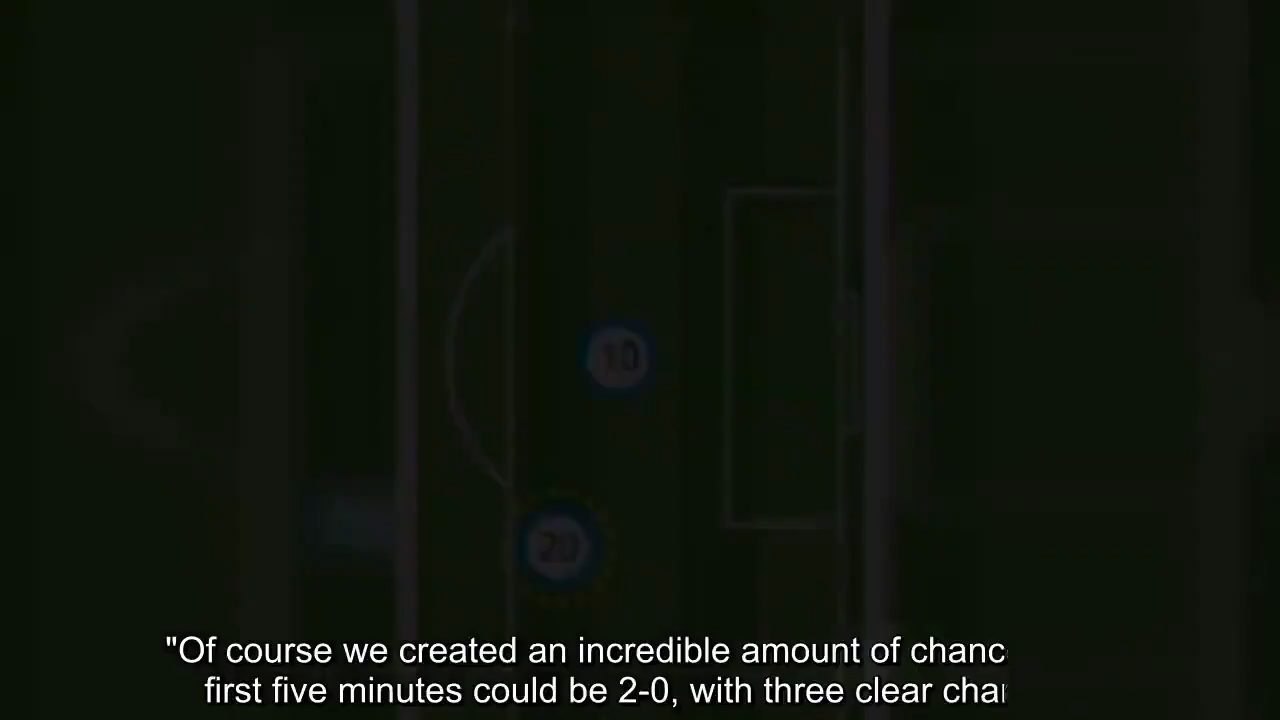 10
20
"Of course we created an incredible amount of chanc
first five minutes could be 2-0, with three clear cha